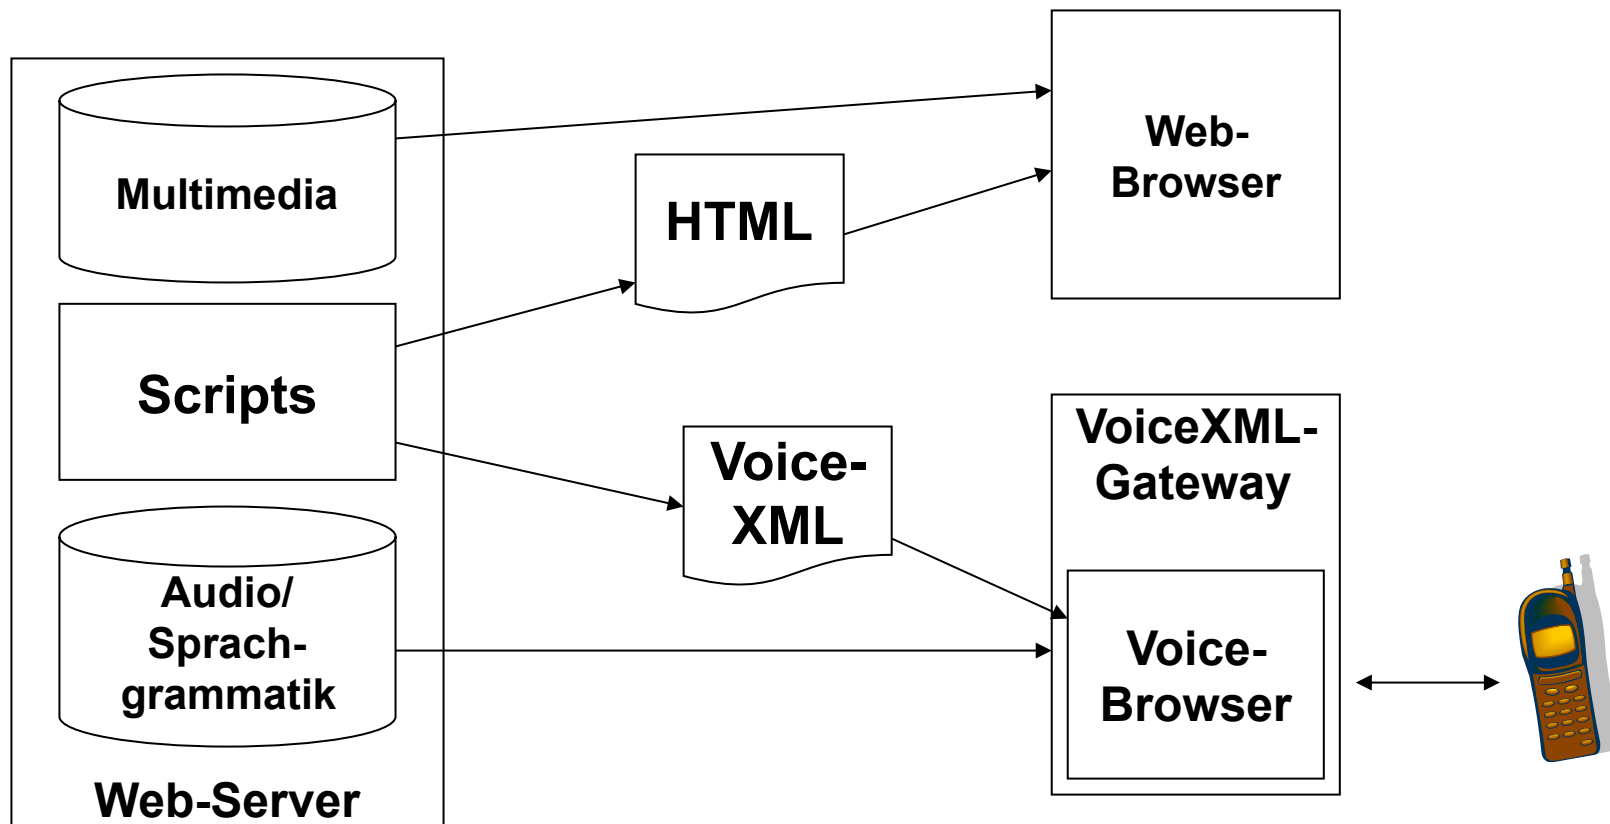 Multimedia
Scripts
Audio/
Sprach-
grammatik
Web-Server
HTML
Voice-
XML
Web-
Browser
VoiceXML-
Gateway
Voice-
Browser